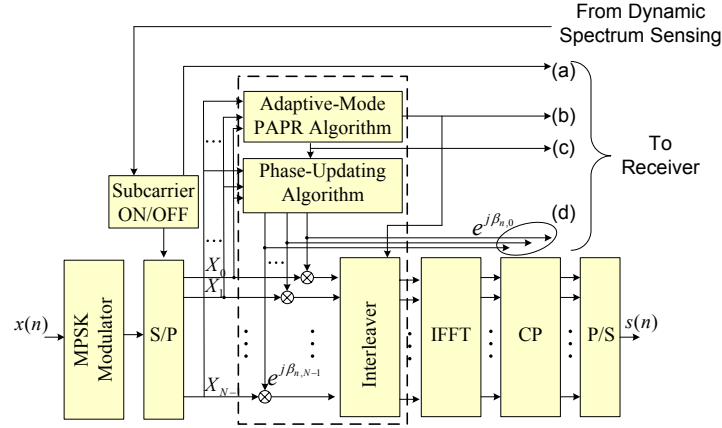 From Dynamic
Spectrum Sensing
(a)
Adaptive-Mode
PAPR Algorithm
(b)
...
(c)
To
Receiver
Phase-Updating
Algorithm
Subcarrier
ON/OFF
(d)
e^{jβ_{n,0}}
...
...
X_0
X_1
x(n)
MPSK
Modulator
S/P
Interleaver
IFFT
CP
P/S
s(n)
e^{jβ_{n,N-1}}
X_{N-}